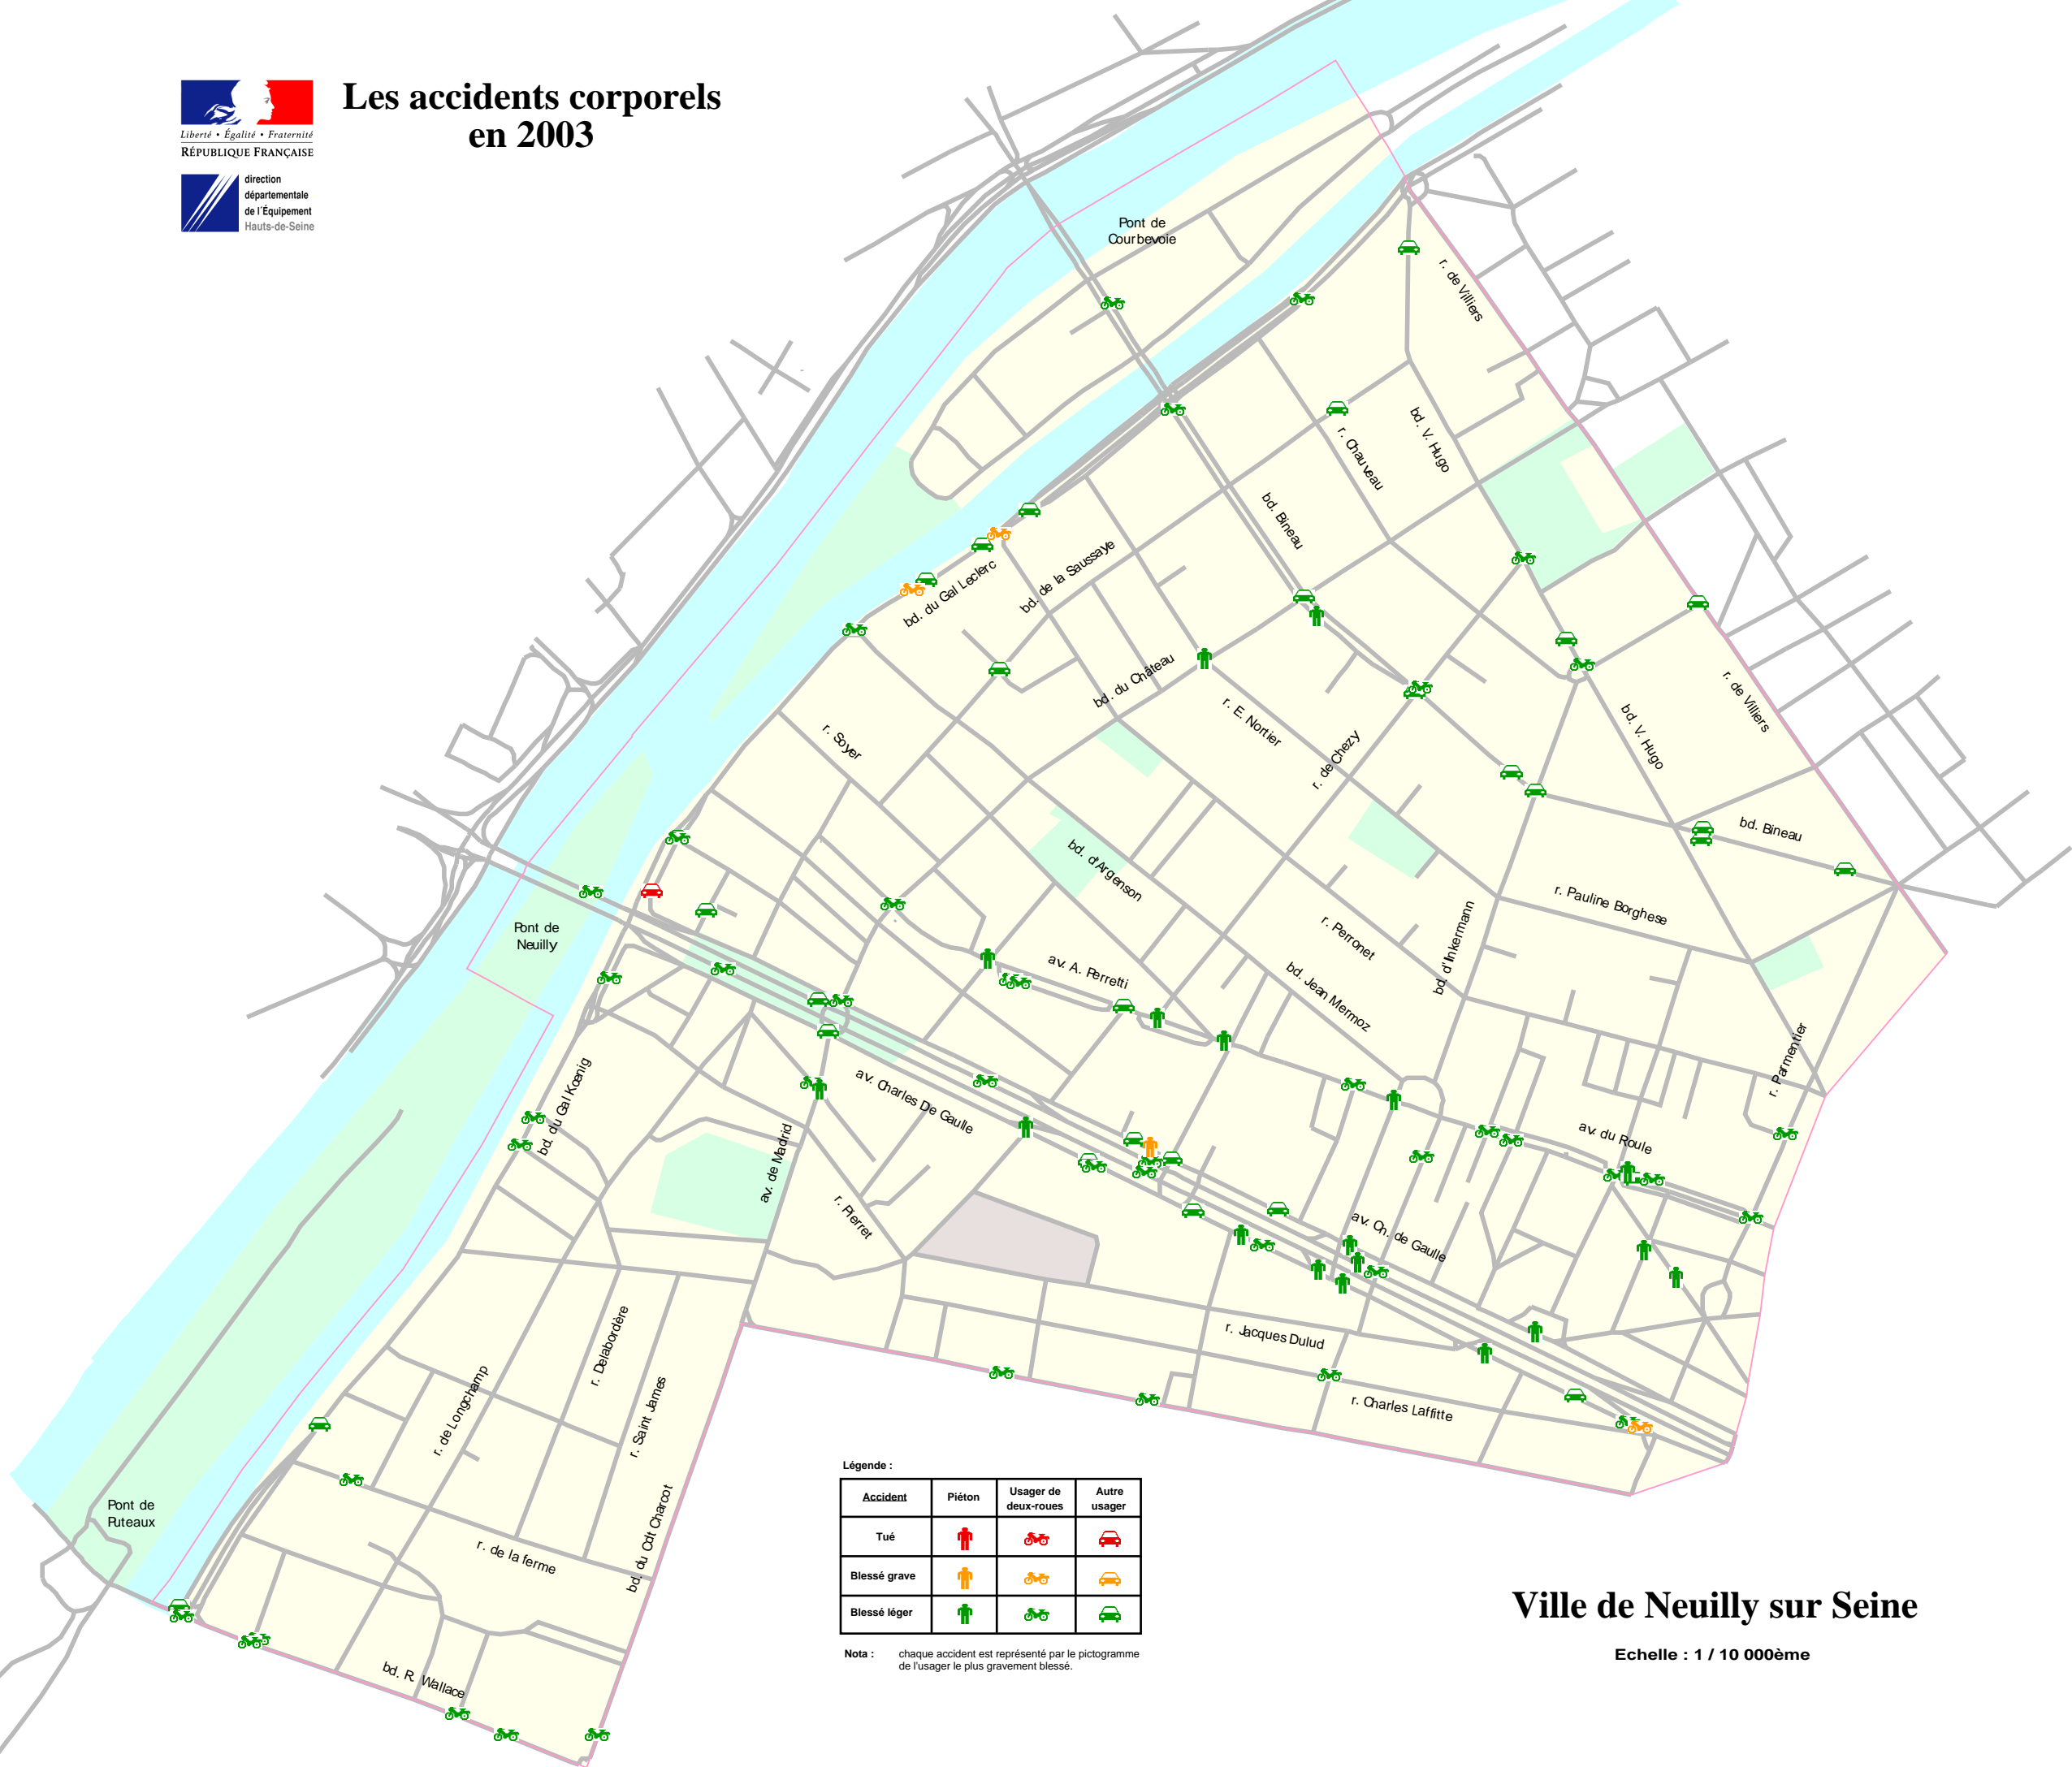 Les accidents corporels
en 2003
Liberté • Égalité • Fraternité
RÉPUBLIQUE FRANÇAISE
direction
départementale
de l'Équipement
Hauts-de-Seine
Pont de
Courbevoie
r. de Villiers
bd. V. Hugo
r. Chauveau
bd. Bineau
bd. de la Saussaye
bd. du Gal Leclerc
bd. du Château
r. E. Nortier
r. de Chezy
r. Soyer
bd. V. Hugo
r. de Villiers
bd. Bineau
bd. d'Argenson
r. Pauline Borghese
r. Perronet
bd. d'Inkermann
Pont de
Neuilly
av. A. Perretti
bd. Jean Mermoz
r. Parmentier
bd. du Gal Kœnig
av. Charles De Gaulle
av. de Madrid
r. Pierret
av. du Roule
av. Ch. de Gaulle
r. Jacques Dulud
r. Charles Laffitte
r. Delabordère
r. de Longchamp
r. Saint James
bd. du Cdt Charcot
Pont de
Puteaux
r. de la ferme
bd. R. Wallace
Légende :
Accident Piéton Usager de deux-roues Autre usager
Tué
Blessé grave
Blessé léger
Nota : chaque accident est représenté par le pictogramme
de l'usager le plus gravement blessé.
Ville de Neuilly sur Seine
Echelle : 1 / 10 000ème